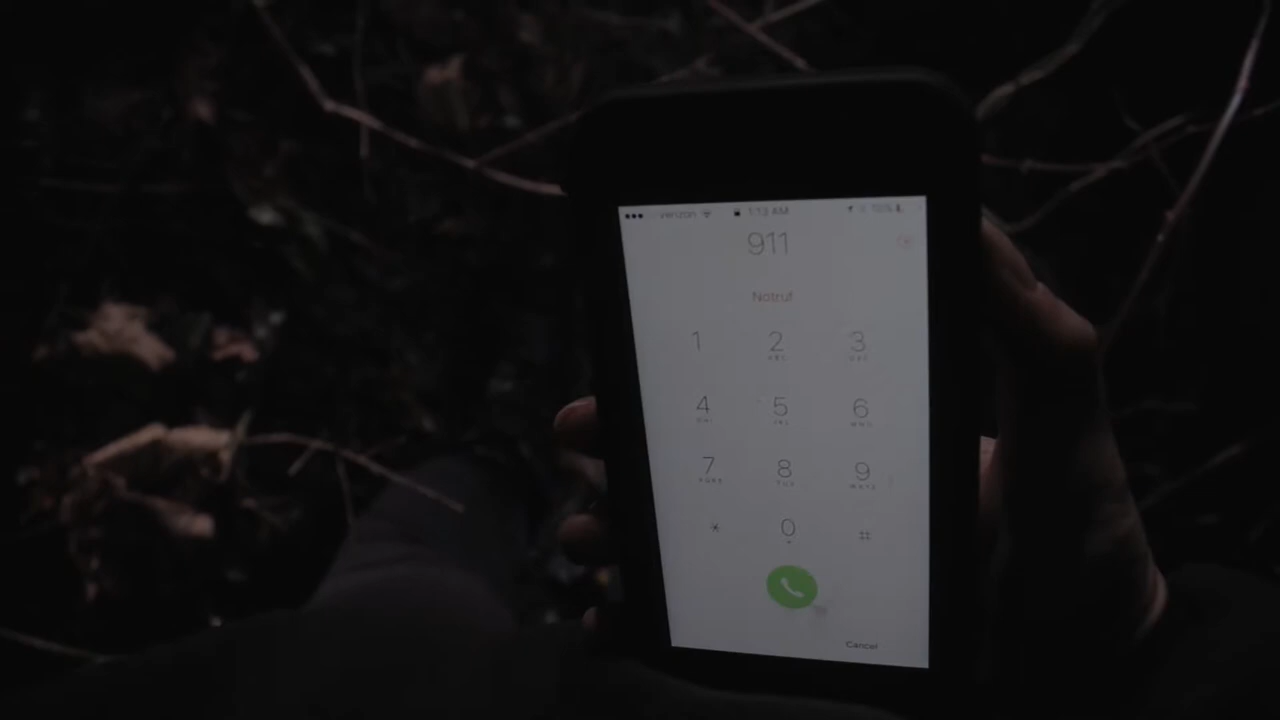 verizon 1:13 AM
911
Notruf
1 2 3
ABC DEF
4 5 6
GHI JKL MNO
7 8 9
PQRS TUV WXYZ
* 0 #
+
Cancel